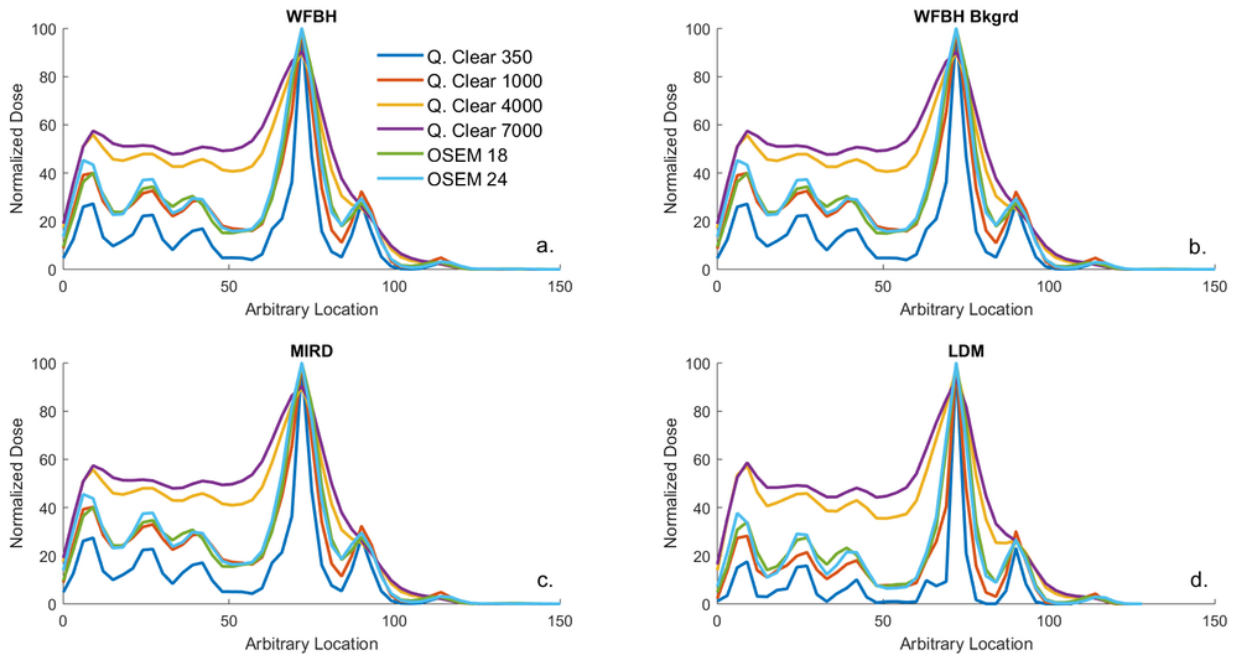 WFBH
100
80
60
40
20
0
Normalized Dose
Q. Clear 350
Q. Clear 1000
Q. Clear 4000
Q. Clear 7000
OSEM 18
OSEM 24
a.
0 50 100 150
Arbitrary Location
WFBH Bkgrd
100
80
60
40
20
0
Normalized Dose
b.
0 50 100 150
Arbitrary Location
MIRD
100
80
60
40
20
0
Normalized Dose
c.
0 50 100 150
Arbitrary Location
LDM
100
80
60
40
20
0
Normalized Dose
d.
0 50 100 150
Arbitrary Location